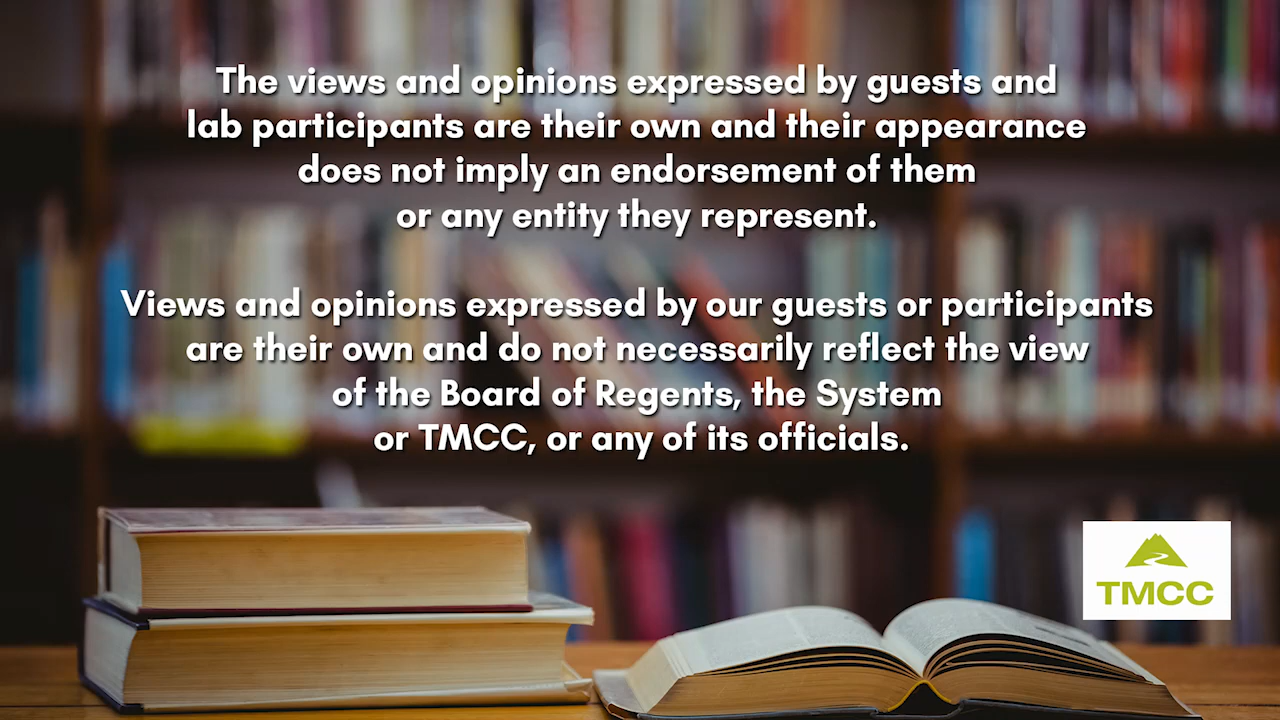 The views and opinions expressed by guests and
lab participants are their own and their appearance
does not imply an endorsement of them
or any entity they represent.
Views and opinions expressed by our guests or participants
are their own and do not necessarily reflect the view
of the Board of Regents, the System
or TMCC, or any of its officials.
TMCC